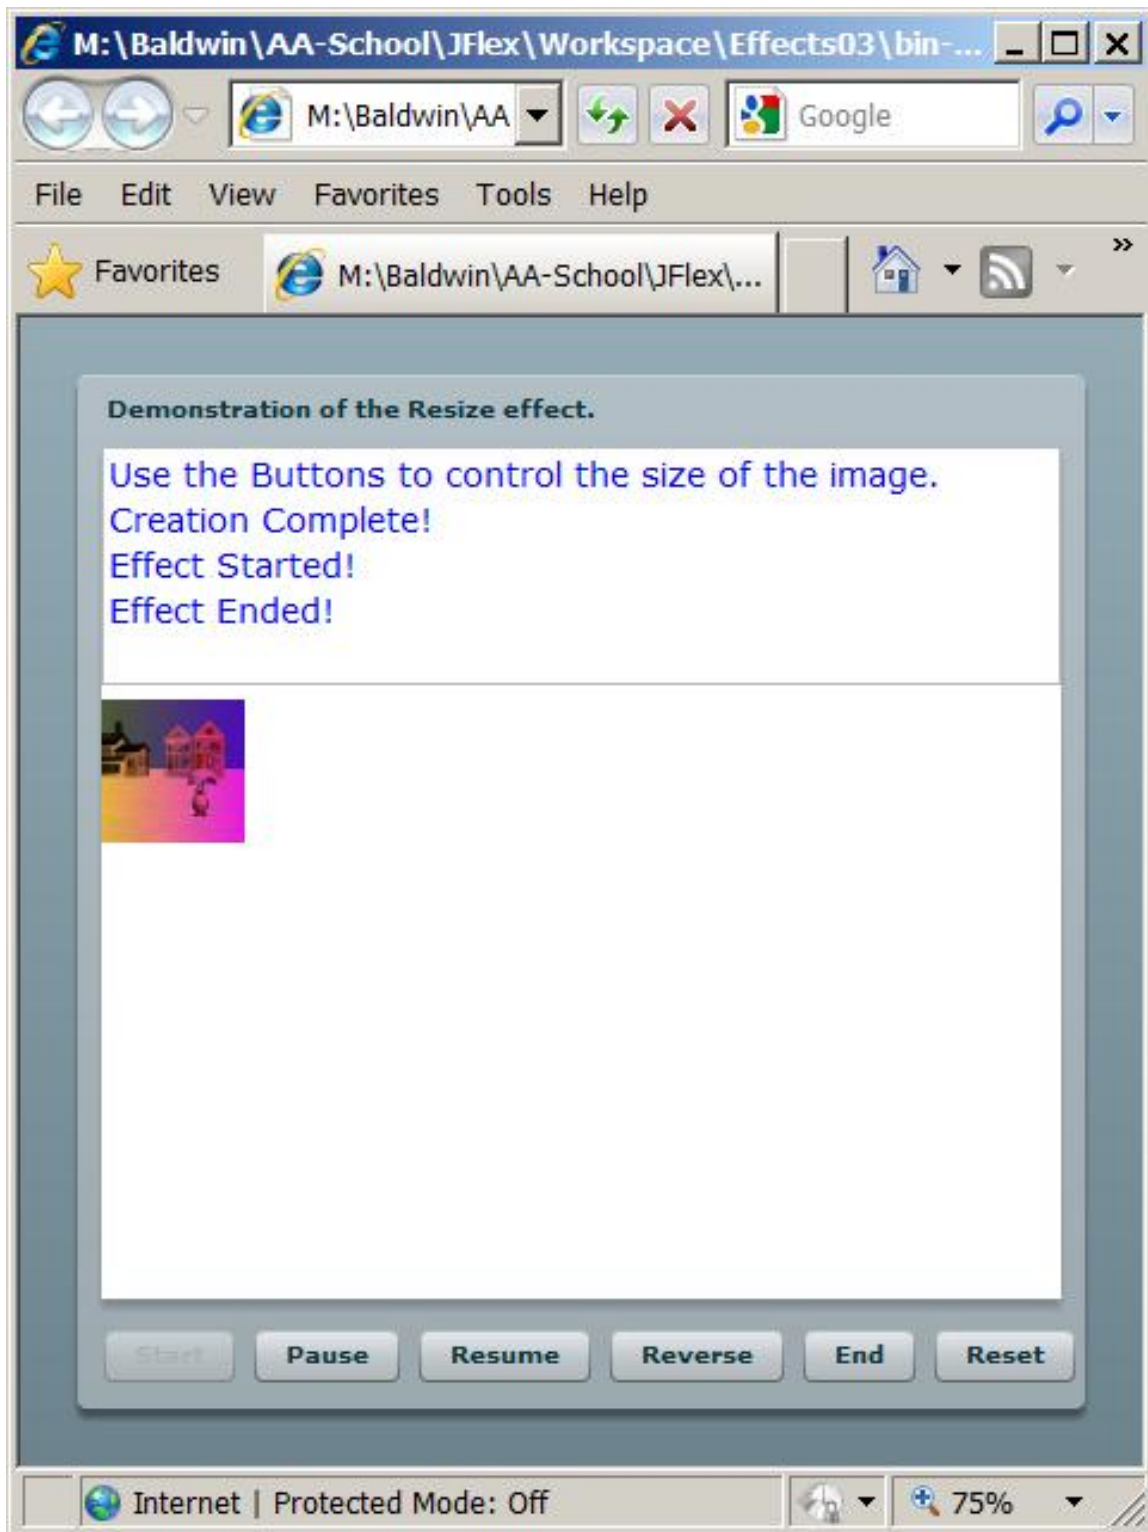 M:\Baldwin\AA-School\JFlex\Workspace\Effects03\bin-...
M:\Baldwin\AA Google
File Edit View Favorites Tools Help
Favorites M:\Baldwin\AA-School\JFlex\... »
Demonstration of the Resize effect.
Use the Buttons to control the size of the image.
Creation Complete!
Effect Started!
Effect Ended!
Start Pause Resume Reverse End Reset
Internet | Protected Mode: Off 75%